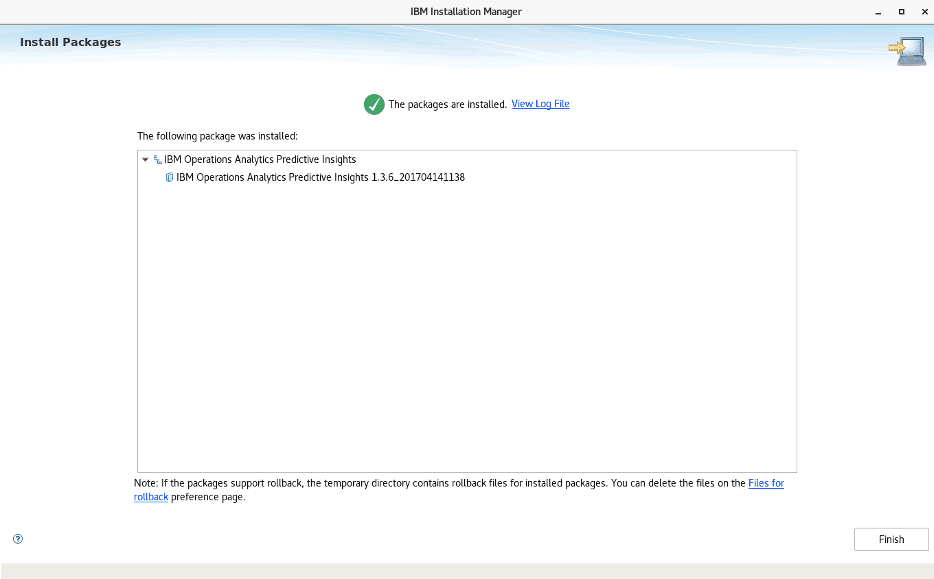 IBM Installation Manager
Install Packages
The packages are installed. View Log File
The following package was installed:
IBM Operations Analytics Predictive Insights
IBM Operations Analytics Predictive Insights 1.3.6_201704141138
Note: If the packages support rollback, the temporary directory contains rollback files for installed packages. You can delete the files on the Files for
rollback preference page.
?
Finish